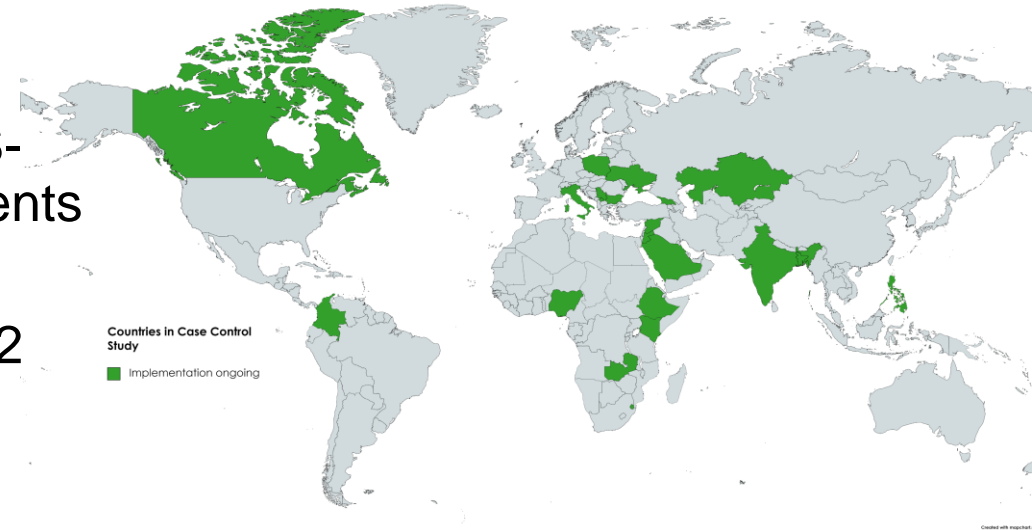 s-
ents
2
Countries in Case Control
Study
Implementation ongoing
Created with mapchart